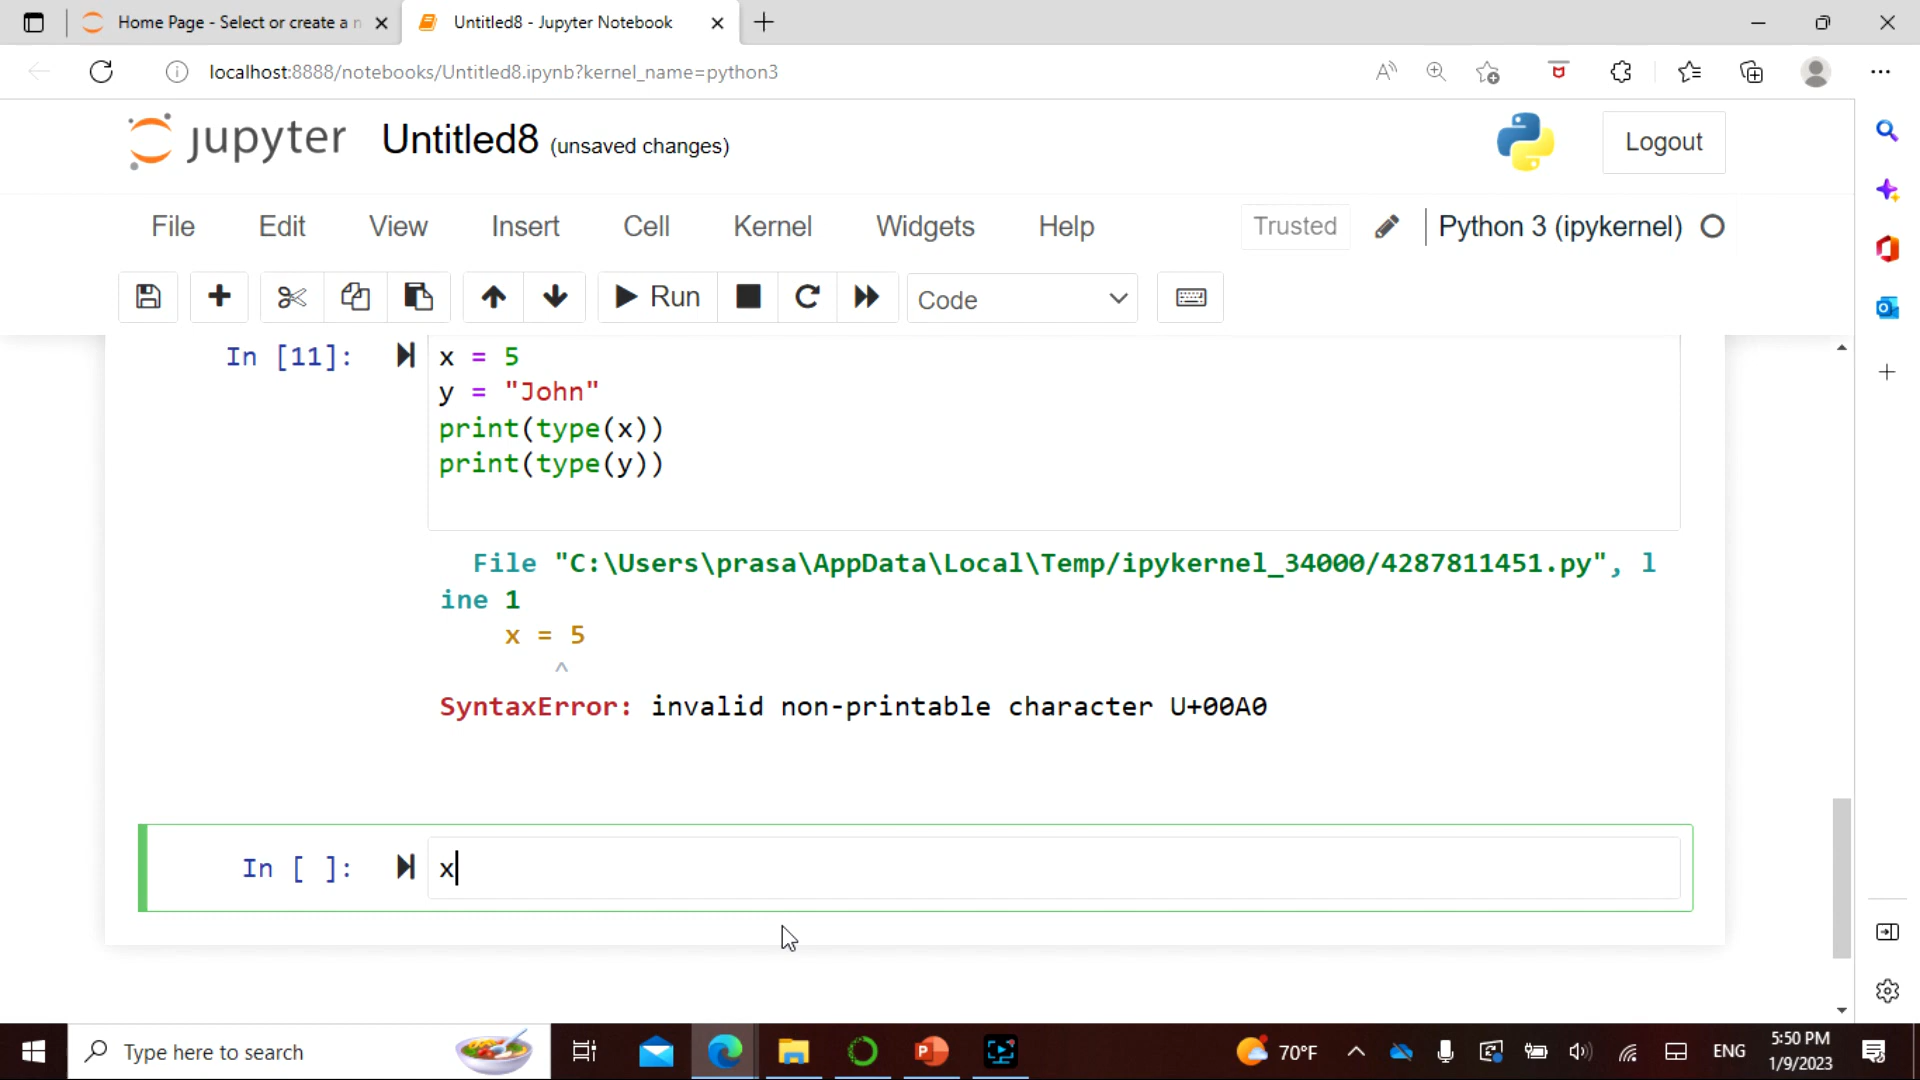 Home Page - Select or create a n
Untitled8 - Jupyter Notebook
localhost:8888/notebooks/Untitled8.ipynb?kernel_name=python3
jupyter Untitled8 (unsaved changes)
Logout
File Edit View Insert Cell Kernel Widgets Help Trusted Python 3 (ipykernel)
Run Code
In [11]: x = 5
y = "John"
print(type(x))
print(type(y))
File "C:\Users\prasa\AppData\Local\Temp/ipykernel_34000/4287811451.py", l
ine 1
x = 5
^
SyntaxError: invalid non-printable character U+00A0
In [ ]: x
Type here to search
70°F
ENG
5:50 PM
1/9/2023